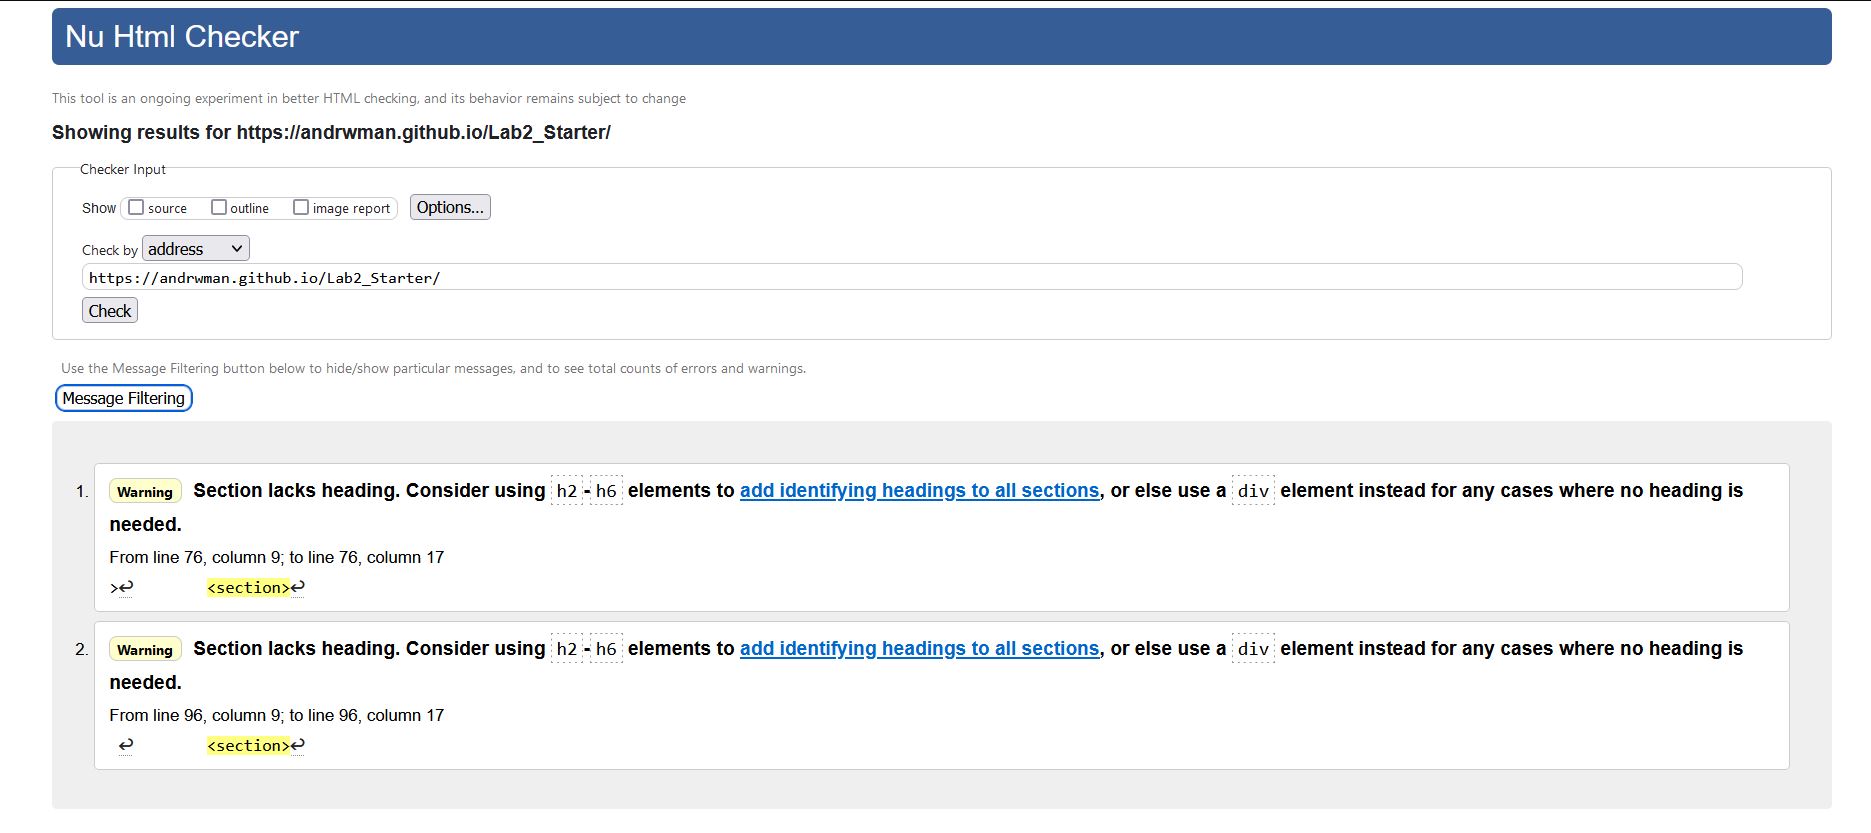 Nu Html Checker
This tool is an ongoing experiment in better HTML checking, and its behavior remains subject to change
Showing results for https://andrwman.github.io/Lab2_Starter/
Checker Input
Show source outline image report Options...
Check by address
https://andrwman.github.io/Lab2_Starter/
Check
Use the Message Filtering button below to hide/show particular messages, and to see total counts of errors and warnings.
Message Filtering
1. Warning Section lacks heading. Consider using h2-h6 elements to add identifying headings to all sections, or else use a div element instead for any cases where no heading is
needed.
From line 76, column 9; to line 76, column 17
>↩ <section>↩
2. Warning Section lacks heading. Consider using h2-h6 elements to add identifying headings to all sections, or else use a div element instead for any cases where no heading is
needed.
From line 96, column 9; to line 96, column 17
↩ <section>↩